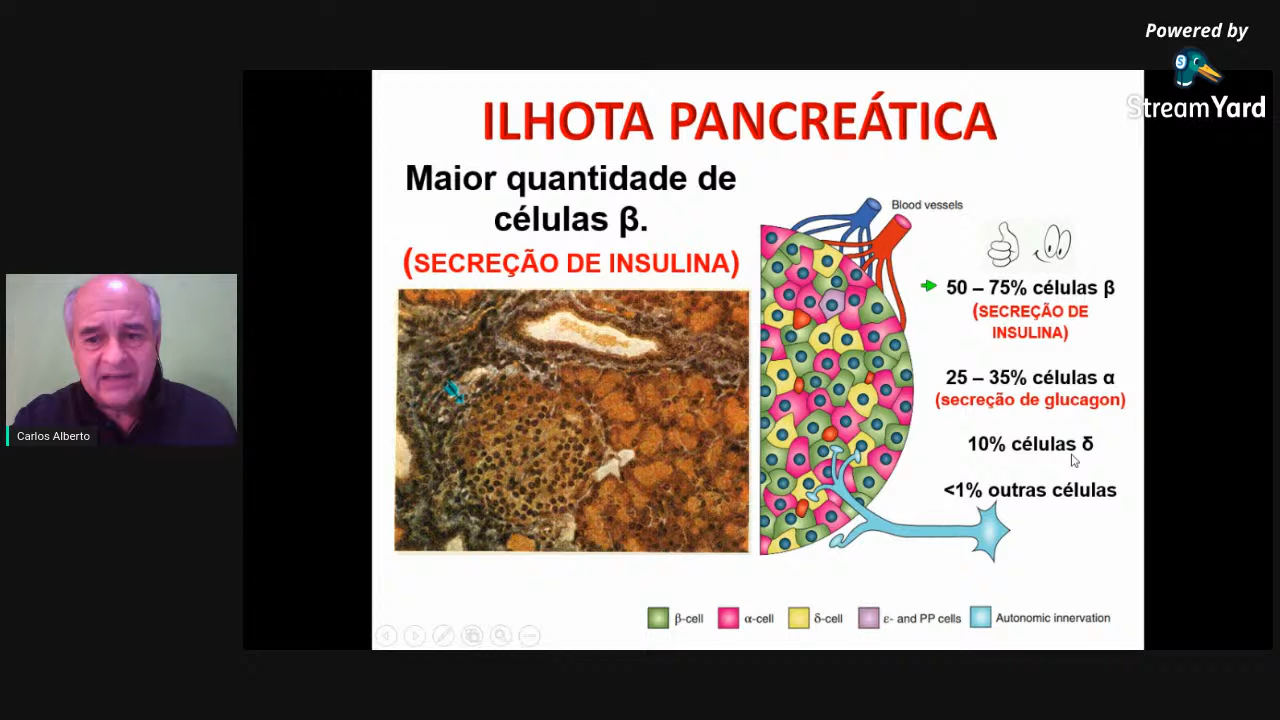 Powered by
StreamYard
ILHOTA PANCREÁTICA
Maior quantidade de
células β.
(SECREÇÃO DE INSULINA)
Blood vessels
50 – 75% células β
(SECREÇÃO DE
INSULINA)
25 – 35% células α
(secreção de glucagon)
10% células δ
<1% outras células
β-cell
α-cell
δ-cell
ε- and PP cells
Autonomic innervation
Carlos Alberto